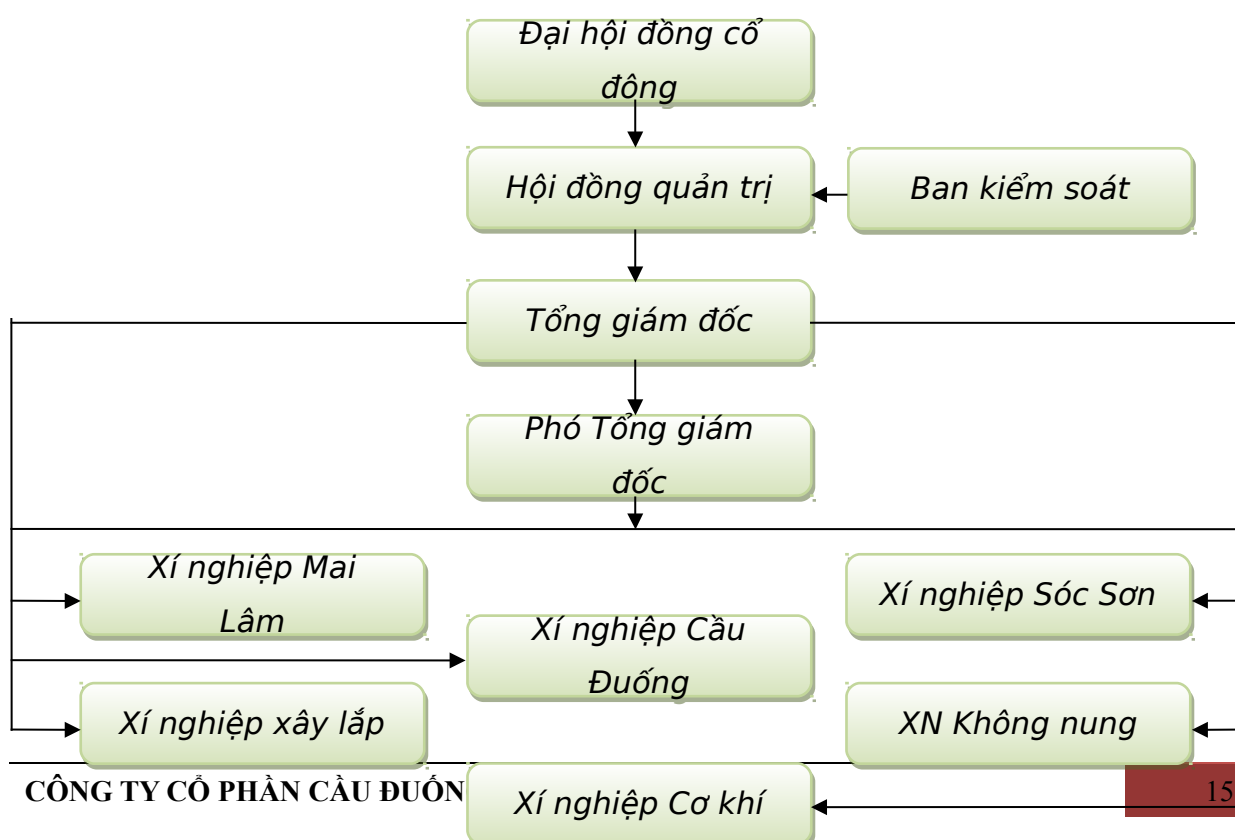 Đại hội đồng cổ
đông
Hội đồng quản trị
Ban kiểm soát
Tổng giám đốc
Phó Tổng giám
đốc
Xí nghiệp Mai
Lâm
Xí nghiệp Sóc Sơn
Xí nghiệp Cầu
Đuống
Xí nghiệp xây lắp
XN Không nung
CÔNG TY CỔ PHẦN CẦU ĐUỐN
15
Xí nghiệp Cơ khí